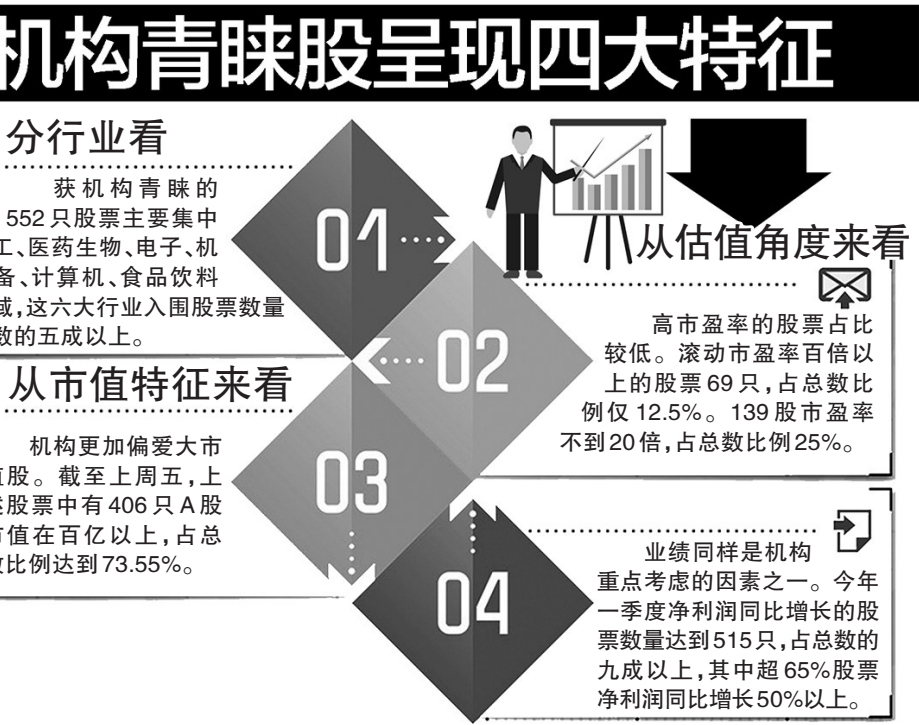 机构青睐股呈现四大特征
分行业看
获机构青睐的
552只股票主要集中
工、医药生物、电子、机
备、计算机、食品饮料
域,这六大行业入围股票数量
数的五成以上。
01
从估值角度来看
高市盈率的股票占比
较低。滚动市盈率百倍以
上的股票69只,占总数比
例仅12.5%。139股市盈率
不到20倍,占总数比例25%。
02
从市值特征来看
机构更加偏爱大市
值股。截至上周五,上
述股票中有406只A股
市值在百亿以上,占总
数比例达到73.55%。
03
业绩同样是机构
重点考虑的因素之一。今年
一季度净利润同比增长的股
票数量达到515只,占总数的
九成以上,其中超65%股票
净利润同比增长50%以上。
04